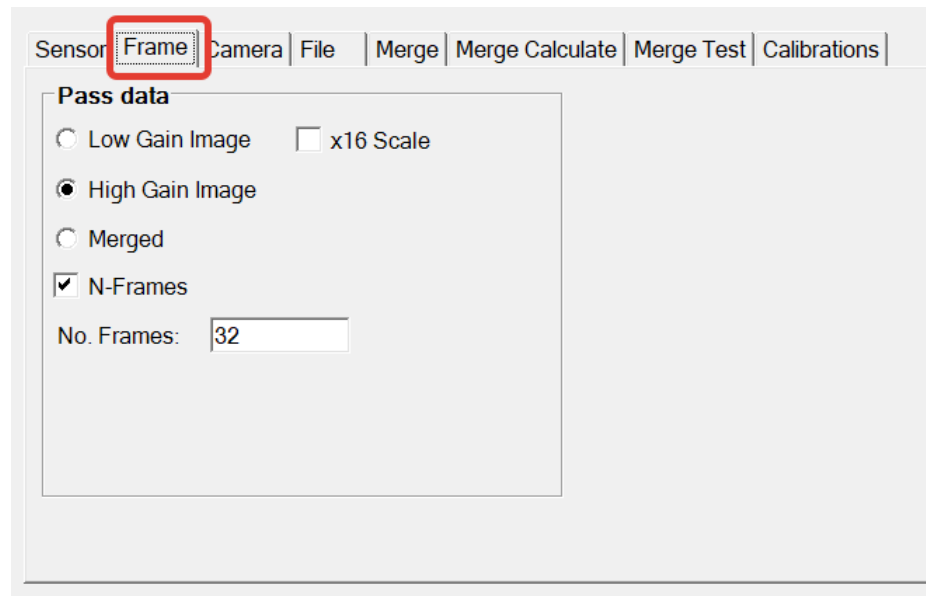 Sensor Frame Camera File Merge Merge Calculate Merge Test Calibrations
Pass data
Low Gain Image x16 Scale
High Gain Image
Merged
N-Frames
No. Frames: 32